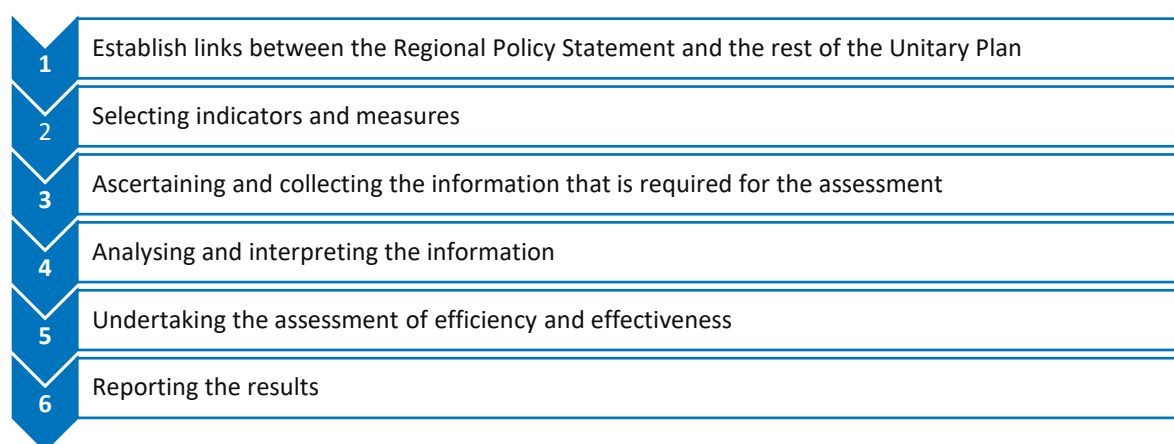 1 Establish links between the Regional Policy Statement and the rest of the Unitary Plan
2 Selecting indicators and measures
3 Ascertaining and collecting the information that is required for the assessment
4 Analysing and interpreting the information
5 Undertaking the assessment of efficiency and effectiveness
6 Reporting the results